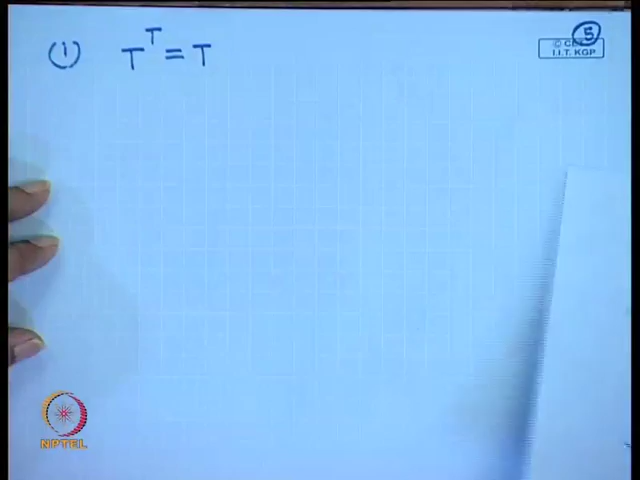 (1) T^T = T
5
© CET
I.I.T. KGP
NPTEL